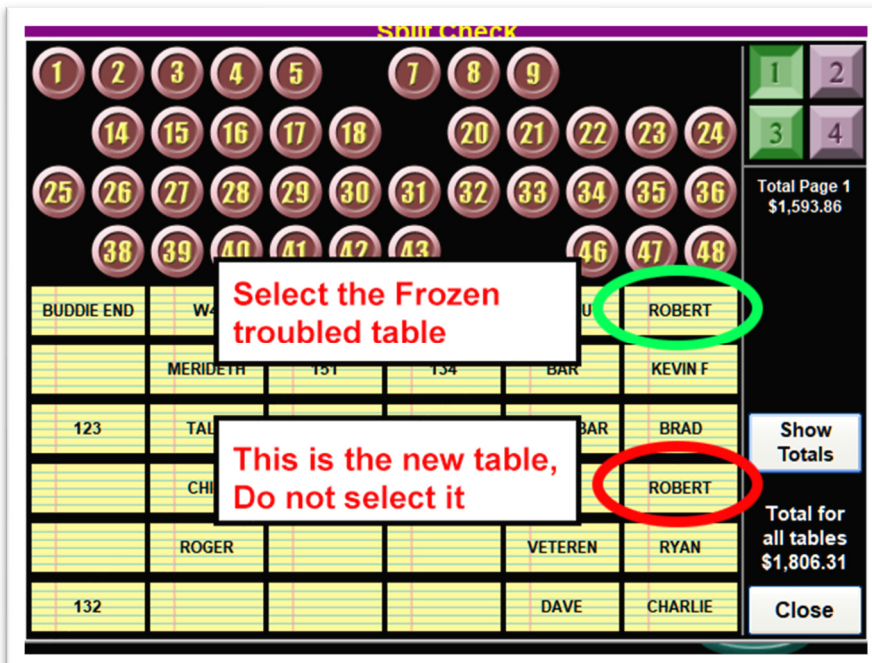 Split Check
1 2 3 4 5 7 8 9
14 15 16 17 18 20 21 22 23 24
25 26 27 28 29 30 31 32 33 34 35 36
38 39 40 41 42 43 46 47 48
1 2
3 4
Total Page 1
$1,593.86
Select the Frozen
troubled table
BUDDIE END ROBERT
MERIDETH 151 134 BAR KEVIN F
123 BAR BRAD
This is the new table,
Do not select it
ROBERT
ROGER VETEREN RYAN
132 DAVE CHARLIE
Show
Totals
Total for
all tables
$1,806.31
Close